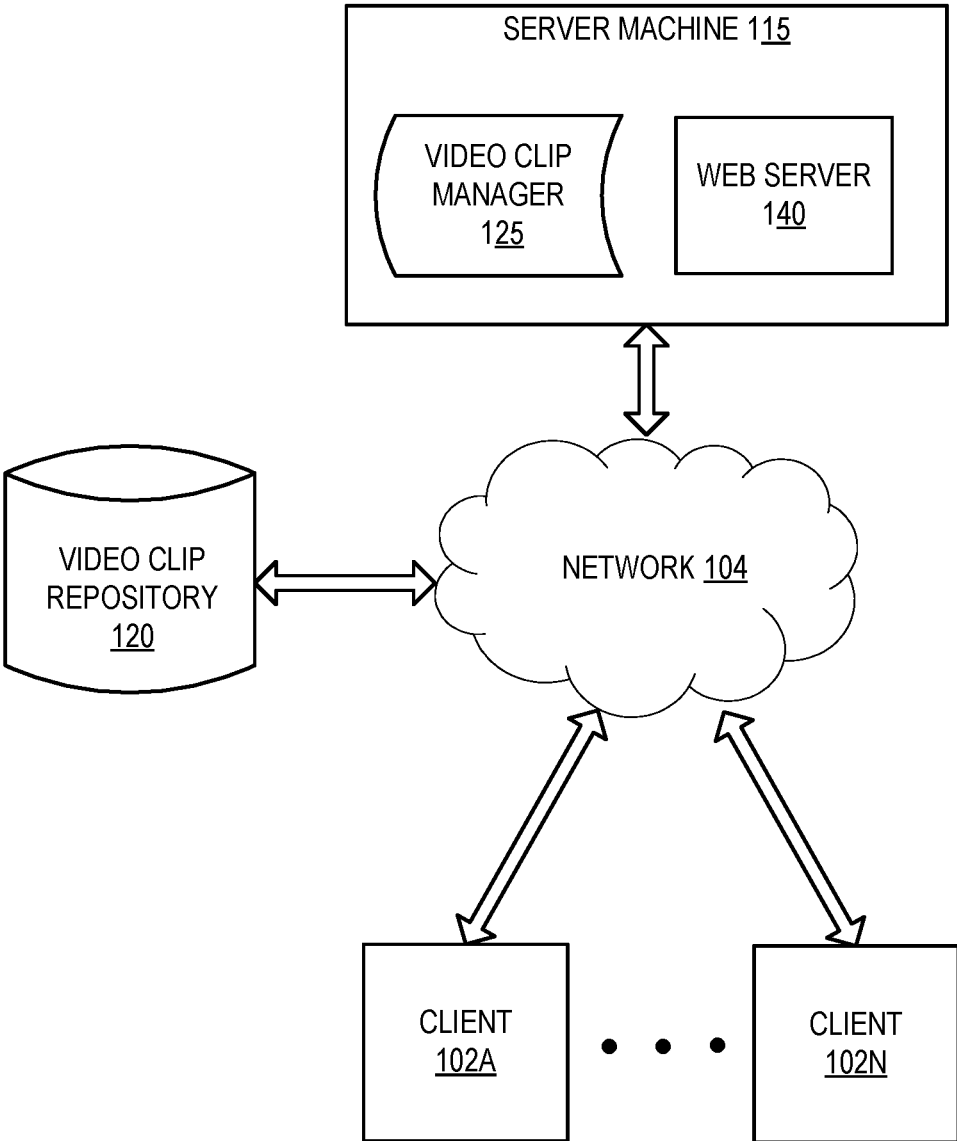 SERVER MACHINE 115
VIDEO CLIP
MANAGER
125
WEB SERVER
140
VIDEO CLIP
REPOSITORY
120
NETWORK 104
CLIENT
102A
CLIENT
102N